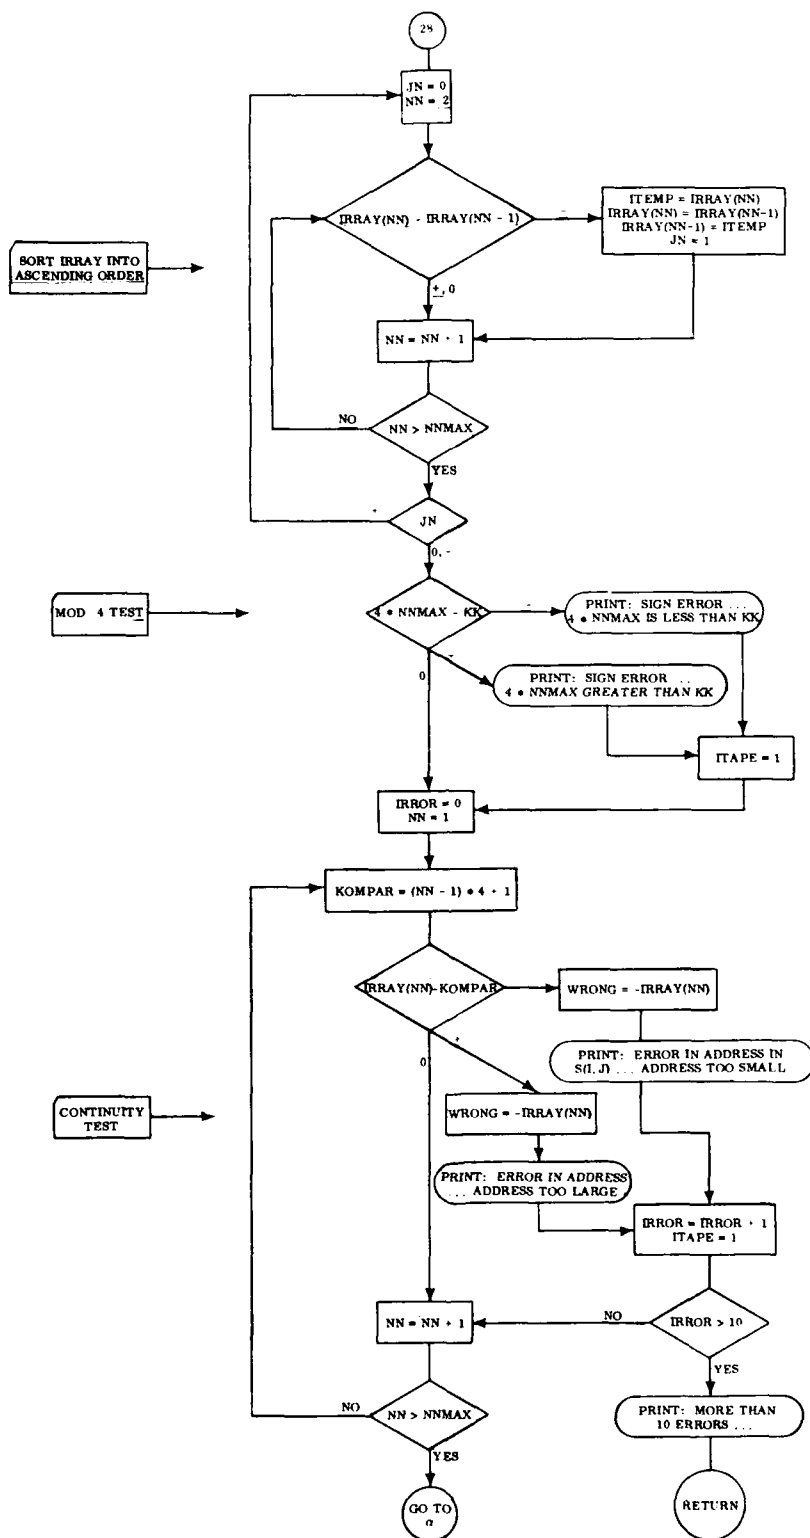 28
JN = 0
NN = 2
IRRAY(NN) - IRRAY(NN - 1)
-
ITEMP = IRRAY(NN)
IRRAY(NN) = IRRAY(NN-1)
IRRAY(NN-1) = ITEMP
JN = 1
SORT IRRAY INTO
ASCENDING ORDER
+, 0
NN = NN + 1
NO
NN > NNMAX
YES
+
JN
0, -
MOD 4 TEST
4 * NNMAX - KK
-
PRINT: SIGN ERROR ...
4 * NNMAX IS LESS THAN KK
0
PRINT: SIGN ERROR ..
4 * NNMAX GREATER THAN KK
ITAPE = 1
IRROR = 0
NN = 1
KOMPAR = (NN - 1) * 4 + 1
IRRAY(NN)-KOMPAR
WRONG = -IRRAY(NN)
+
0
PRINT: ERROR IN ADDRESS IN
S(I,J) ... ADDRESS TOO SMALL
CONTINUITY
TEST
WRONG = -IRRAY(NN)
PRINT: ERROR IN ADDRESS
... ADDRESS TOO LARGE
IRROR = IRROR + 1
ITAPE = 1
NN = NN + 1
NO
IRROR > 10
YES
NO
NN > NNMAX
PRINT: MORE THAN
10 ERRORS ...
YES
GO TO
α
RETURN